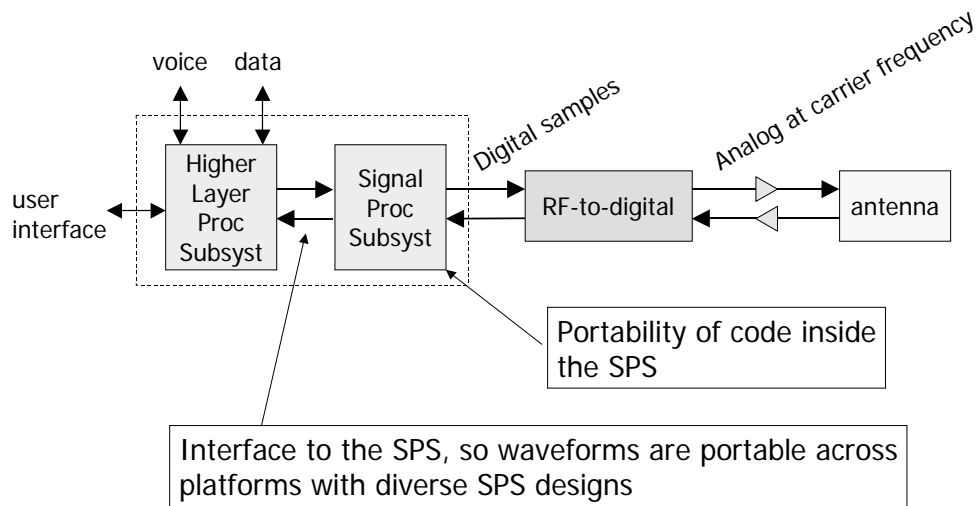 voice
data
Digital samples
Analog at carrier frequency
user
interface
Higher
Layer
Proc
Subsyst
Signal
Proc
Subsyst
RF-to-digital
antenna
Portability of code inside
the SPS
Interface to the SPS, so waveforms are portable across
platforms with diverse SPS designs